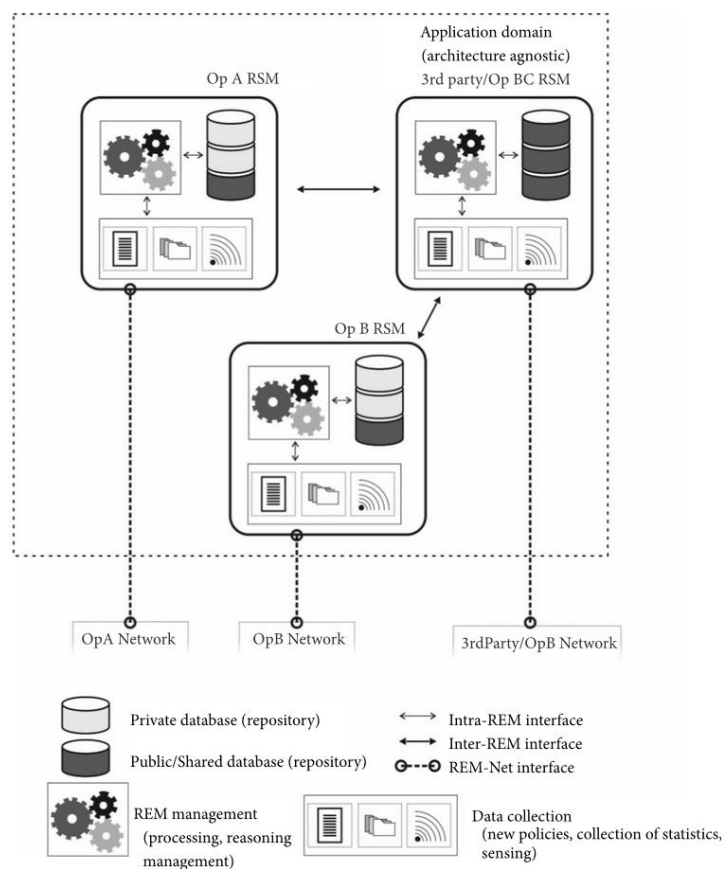 Application domain
(architecture agnostic)
Op A RSM
3rd party/Op BC RSM
Op B RSM
OpA Network
OpB Network
3rdParty/OpB Network
Private database (repository)
Intra-REM interface
Public/Shared database (repository)
Inter-REM interface
REM-Net interface
REM management
(processing, reasoning
management)
Data collection
(new policies, collection of statistics,
sensing)